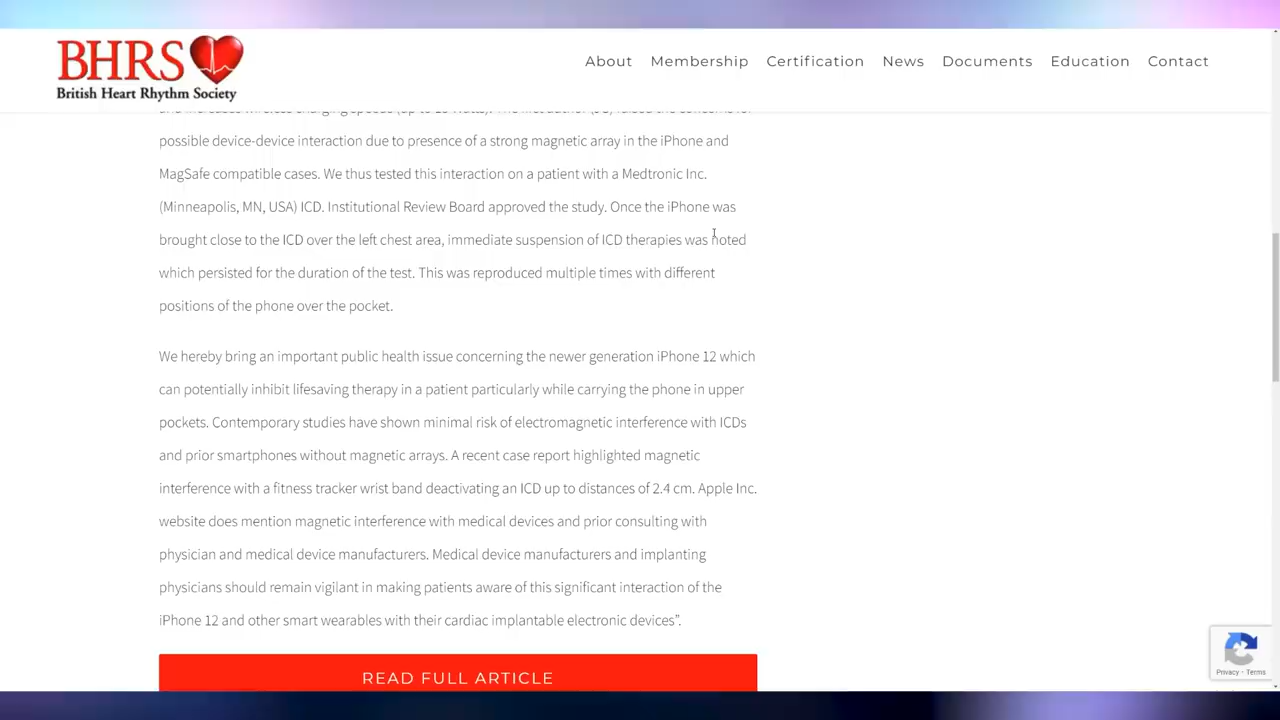 BHRS
British Heart Rhythm Society
About Membership Certification News Documents Education Contact
possible device-device interaction due to presence of a strong magnetic array in the iPhone and
MagSafe compatible cases. We thus tested this interaction on a patient with a Medtronic Inc.
(Minneapolis, MN, USA) ICD. Institutional Review Board approved the study. Once the iPhone was
brought close to the ICD over the left chest area, immediate suspension of ICD therapies was noted
which persisted for the duration of the test. This was reproduced multiple times with different
positions of the phone over the pocket.
We hereby bring an important public health issue concerning the newer generation iPhone 12 which
can potentially inhibit lifesaving therapy in a patient particularly while carrying the phone in upper
pockets. Contemporary studies have shown minimal risk of electromagnetic interference with ICDs
and prior smartphones without magnetic arrays. A recent case report highlighted magnetic
interference with a fitness tracker wrist band deactivating an ICD up to distances of 2.4 cm. Apple Inc.
website does mention magnetic interference with medical devices and prior consulting with
physician and medical device manufacturers. Medical device manufacturers and implanting
physicians should remain vigilant in making patients aware of this significant interaction of the
iPhone 12 and other smart wearables with their cardiac implantable electronic devices”.
READ FULL ARTICLE
Privacy - Terms